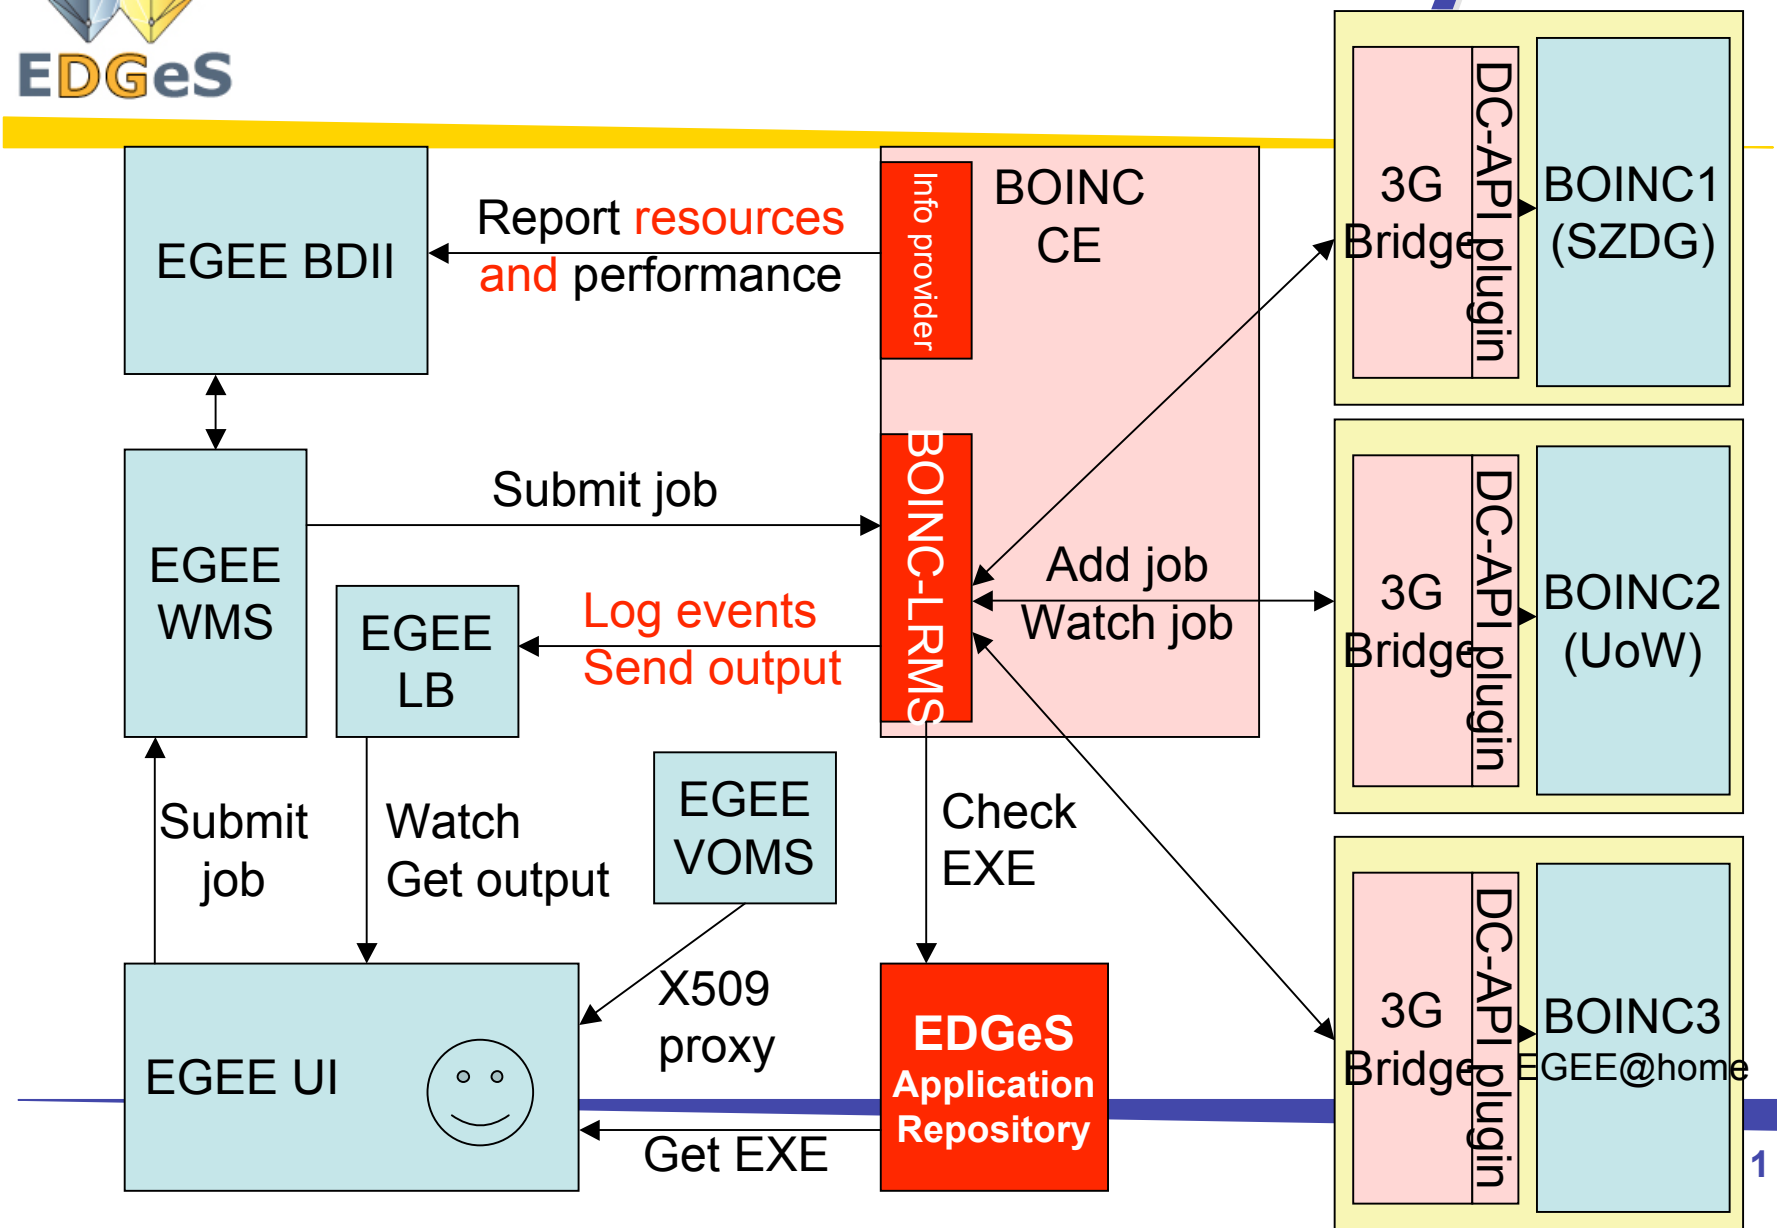 EDGeS
EGEE BDII
Report resources
and performance
Info provider
BOINC
CE
3G
Bridge
DC-API plugin
BOINC1
(SZDG)
EGEE
WMS
Submit job
EGEE
LB
Log events
Send output
BOINC-LRMS
Add job
Watch job
3G
Bridge
DC-API plugin
BOINC2
(UoW)
Submit
job
Watch
Get output
EGEE
VOMS
Check
EXE
X509
proxy
EGEE UI
Get EXE
EDGeS
Application
Repository
3G
Bridge
DC-API plugin
BOINC3
EGEE@home
1